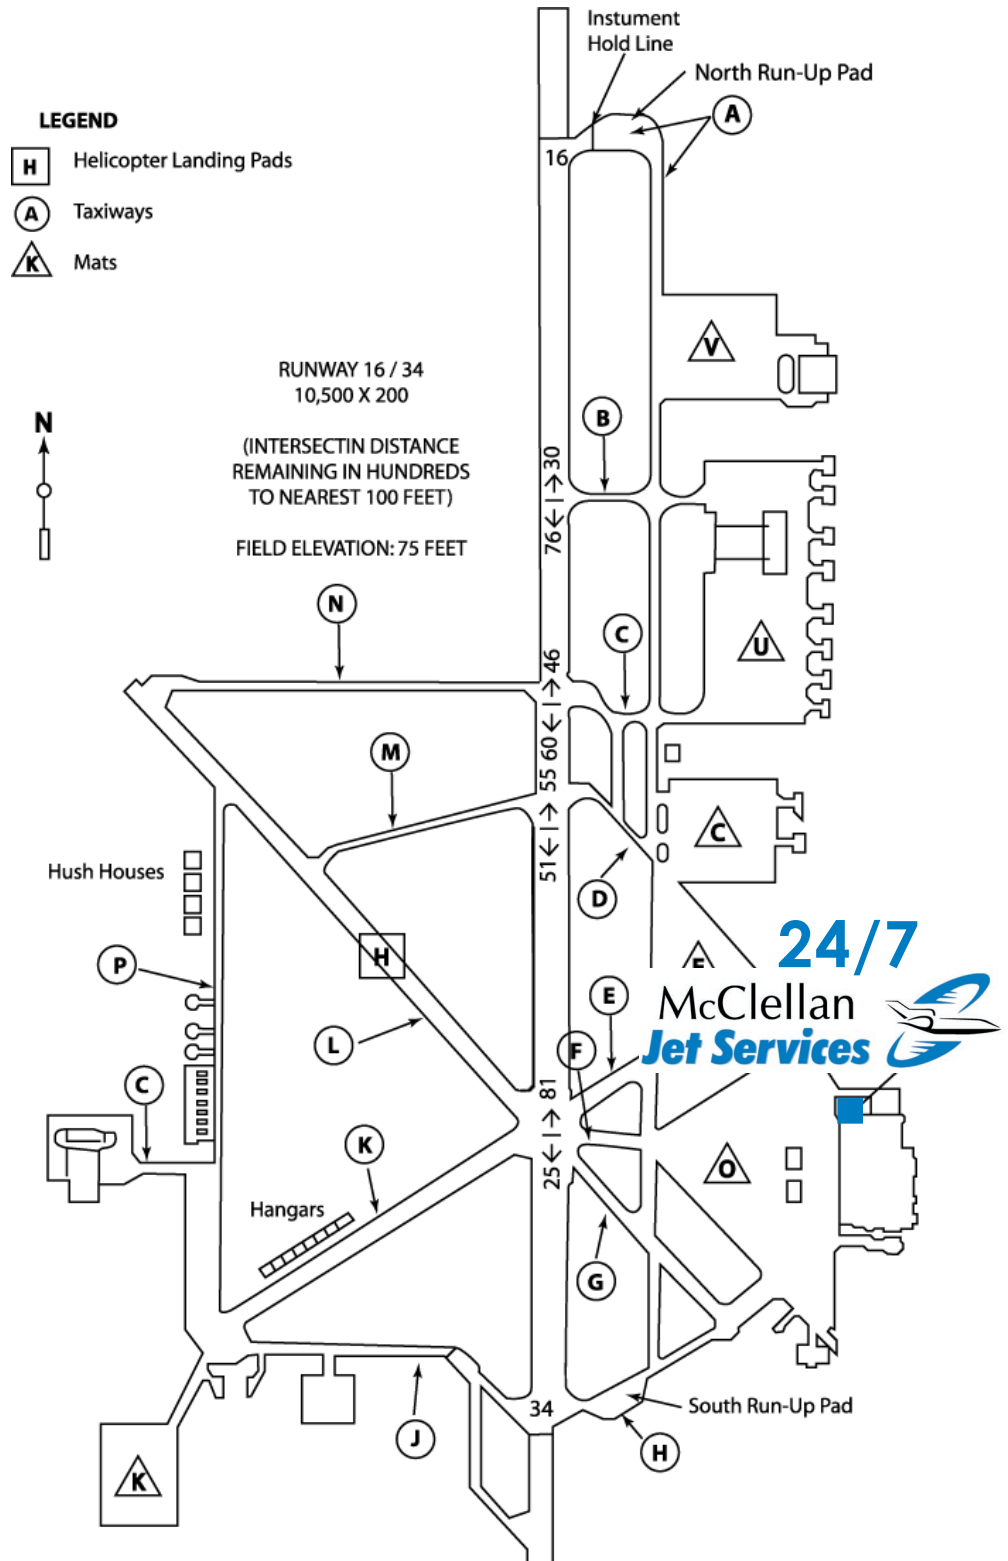 Instument
Hold Line
North Run-Up Pad
A
LEGEND
H Helicopter Landing Pads
A Taxiways
K Mats
16
V
RUNWAY 16 / 34
10,500 X 200
(INTERSECTIN DISTANCE
REMAINING IN HUNDREDS
TO NEAREST 100 FEET)
FIELD ELEVATION: 75 FEET
N
B
30
76
N
C
U
46
60
M
55
51
C
D
Hush Houses
P
H
L
E
24/7
McClellan
Jet Services
F
C
81
25
K
O
Hangars
G
34
South Run-Up Pad
J
H
K